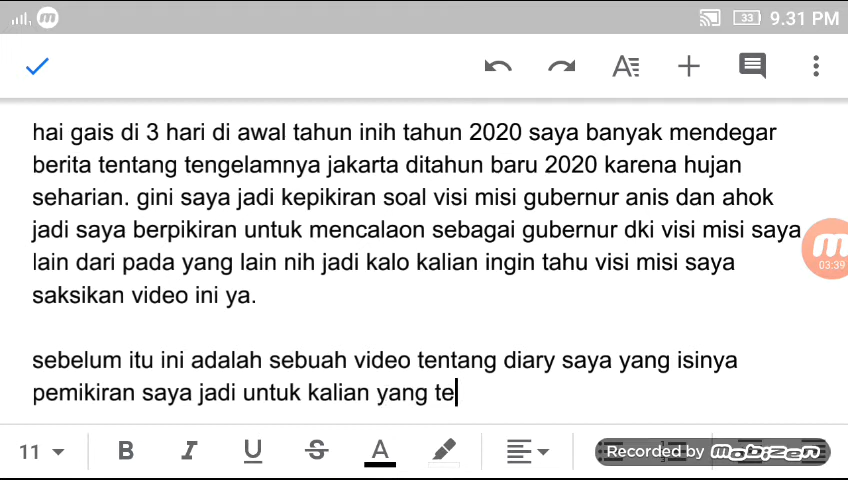 33 9.31 PM
hai gais di 3 hari di awal tahun inih tahun 2020 saya banyak mendegar
berita tentang tengelamnya jakarta ditahun baru 2020 karena hujan
seharian. gini saya jadi kepikiran soal visi misi gubernur anis dan ahok
jadi saya berpikiran untuk mencalaon sebagai gubernur dki visi misi saya
lain dari pada yang lain nih jadi kalo kalian ingin tahu visi misi saya
03:39
saksikan video ini ya.
sebelum itu ini adalah sebuah video tentang diary saya yang isinya
pemikiran saya jadi untuk kalian yang te
11 B I U S A
Recorded by mobizen